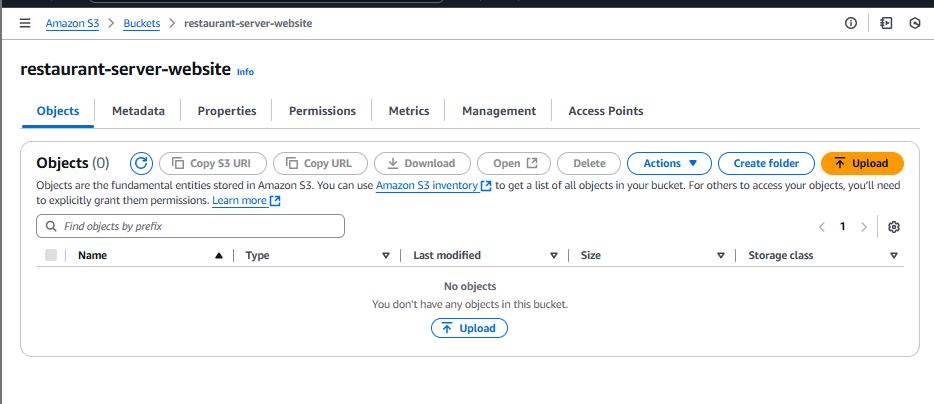 Amazon S3 > Buckets > restaurant-server-website
restaurant-server-website Info
Objects Metadata Properties Permissions Metrics Management Access Points
Objects (0) Copy S3 URI Copy URL Download Open Delete Actions Create folder Upload
Objects are the fundamental entities stored in Amazon S3. You can use Amazon S3 inventory to get a list of all objects in your bucket. For others to access your objects, you'll need
to explicitly grant them permissions. Learn more
Find objects by prefix 1
Name Type Last modified Size Storage class
No objects
You don't have any objects in this bucket.
Upload